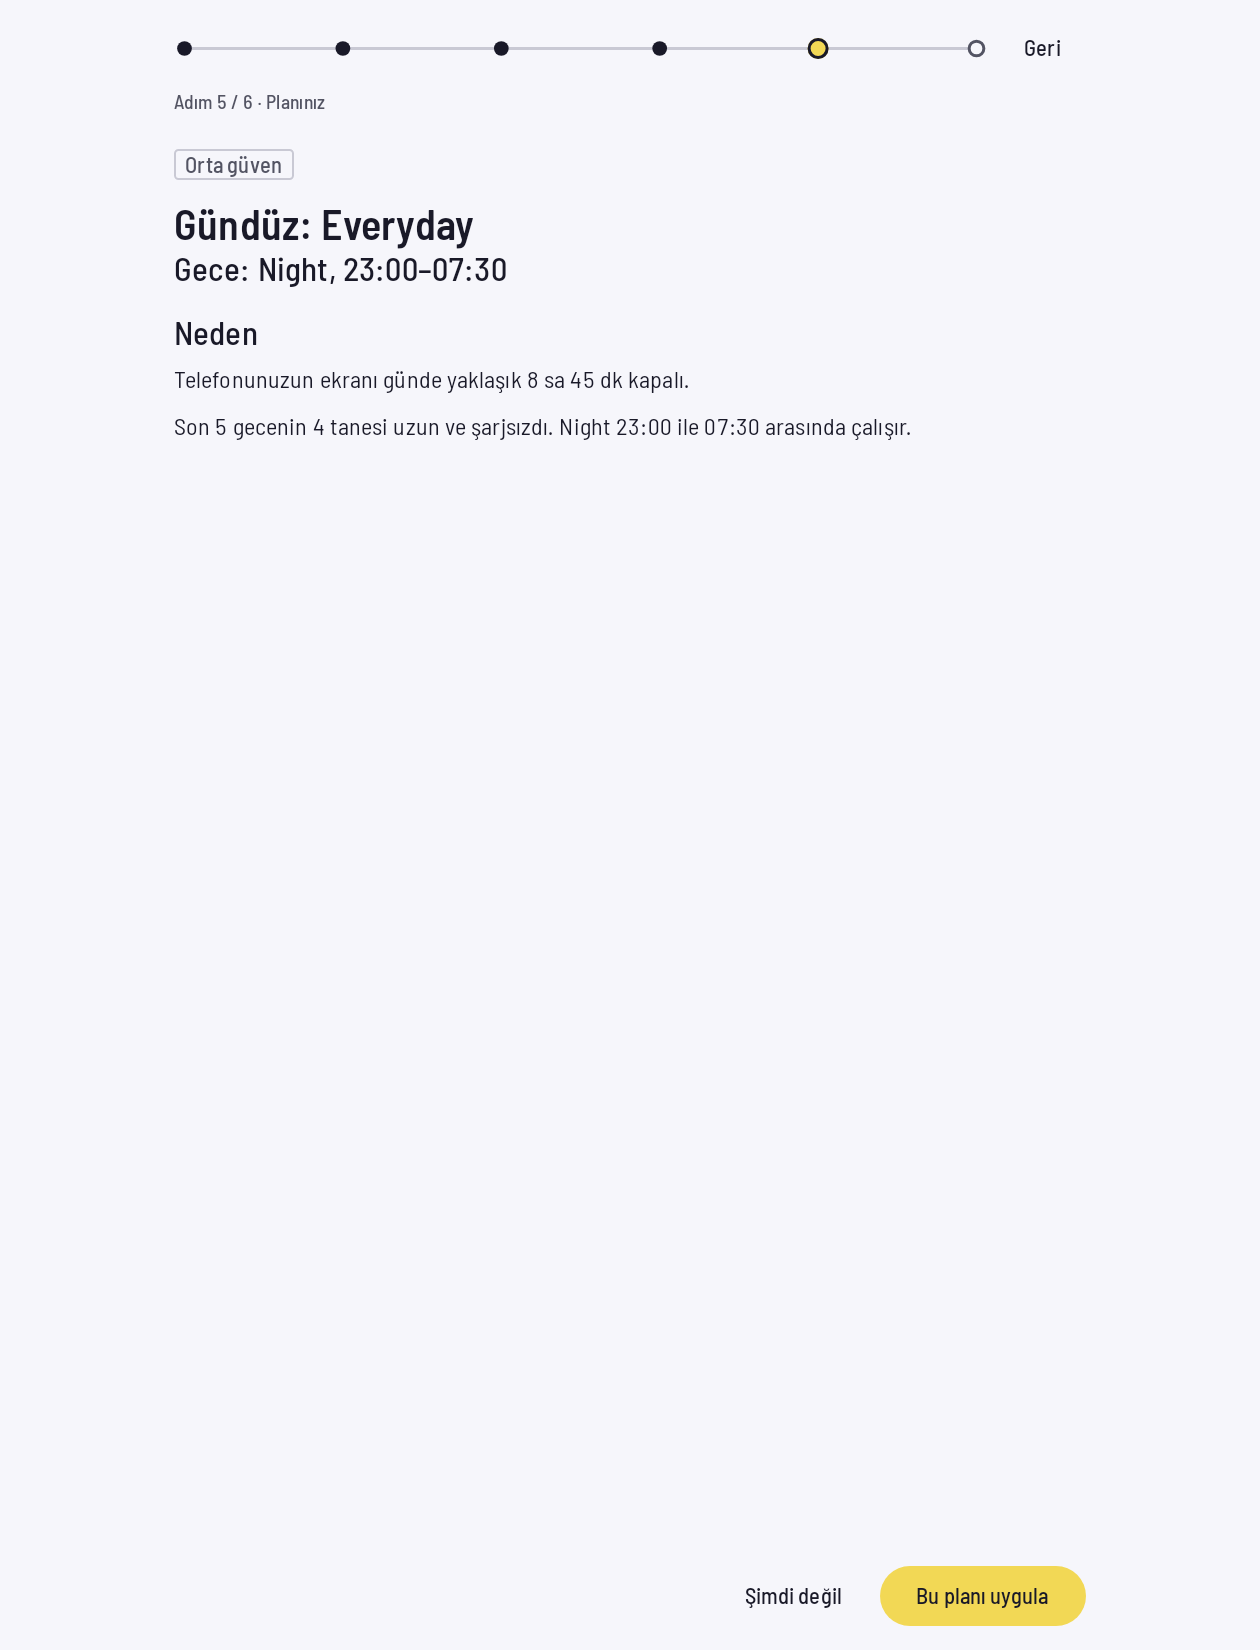 Geri
Adım 5 / 6 · Planınız
Orta güven
Gündüz: Everyday
Gece: Night, 23:00–07:30
Neden
Telefonunuzun ekranı günde yaklaşık 8 sa 45 dk kapalı.
Son 5 gecenin 4 tanesi uzun ve şarjsızdı. Night 23:00 ile 07:30 arasında çalışır.
Şimdi değil
Bu planı uygula